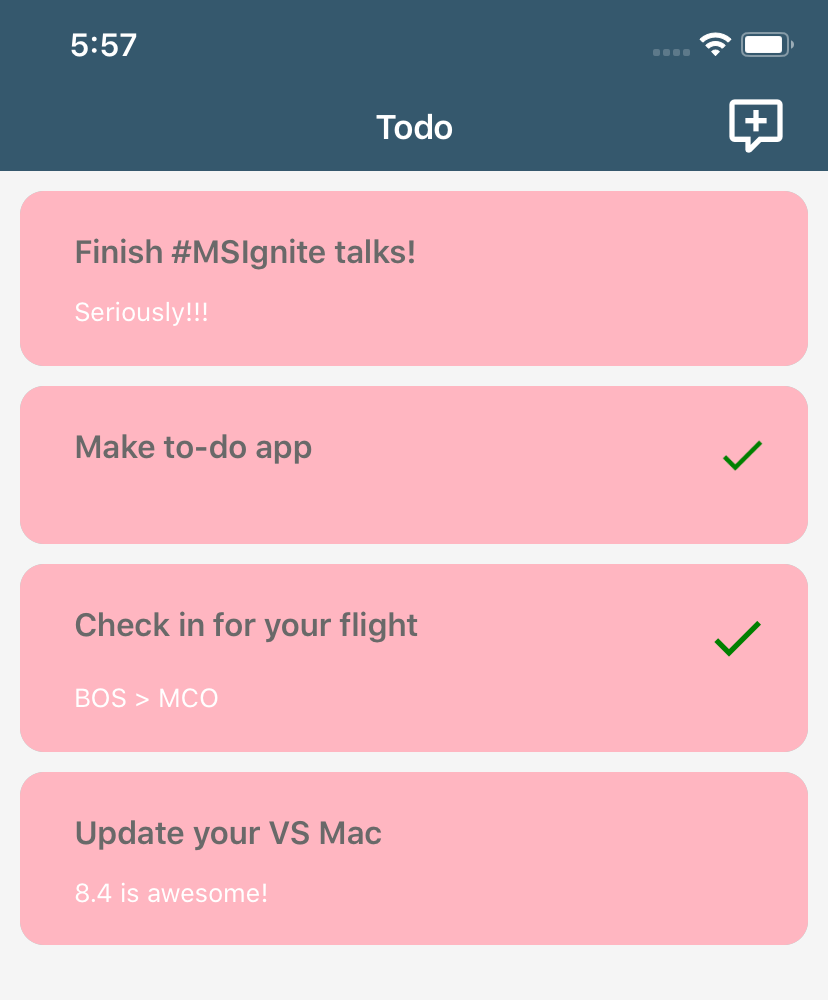 5:57
Todo
Finish #MSIgnite talks!
Seriously!!!
Make to-do app
Check in for your flight
BOS > MCO
Update your VS Mac
8.4 is awesome!